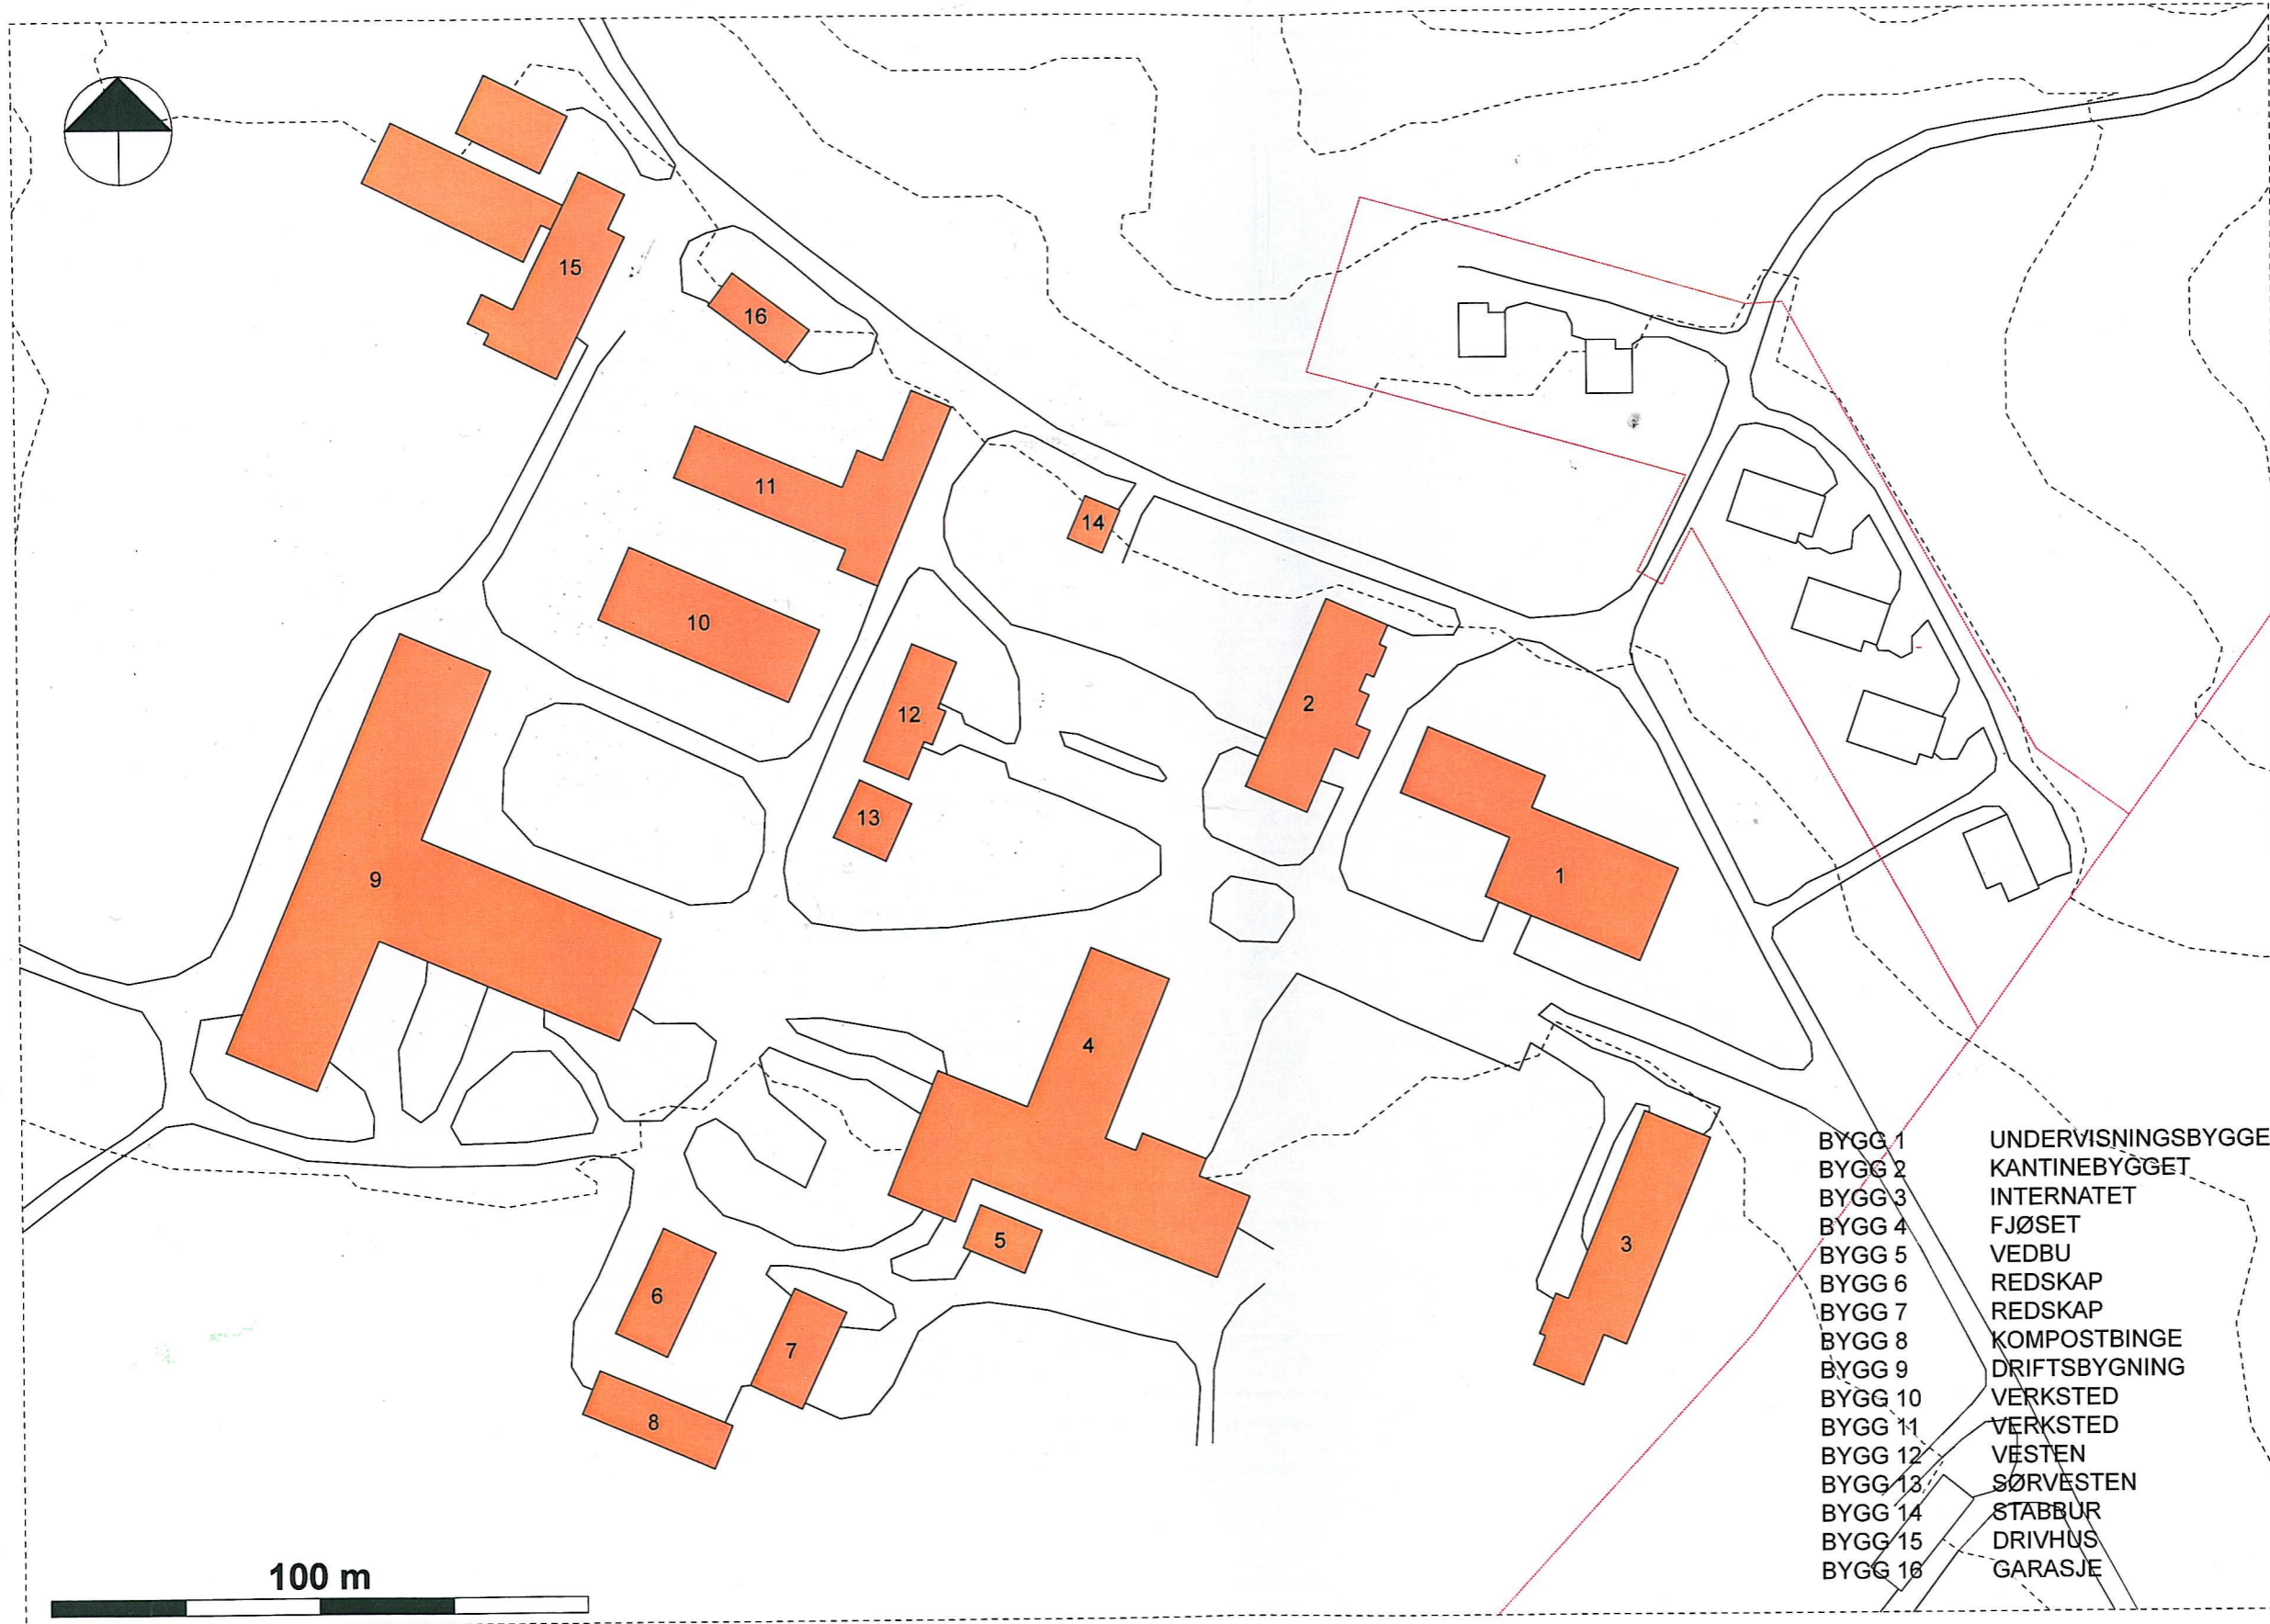 15
16
11
14
10
2
12
13
9
1
4
5
3
6
7
8
BYGG 1 UNDERVISNINGSBYGGE
BYGG 2 KANTINEBYGGET
BYGG 3 INTERNATET
BYGG 4 FJØSET
BYGG 5 VEDBU
BYGG 6 REDSKAP
BYGG 7 REDSKAP
BYGG 8 KOMPOSTBINGE
BYGG 9 DRIFTSBYGNING
BYGG 10 VERKSTED
BYGG 11 VERKSTED
BYGG 12 VESTEN
BYGG 13 SØRVESTEN
BYGG 14 STABBUR
BYGG 15 DRIVHUS
BYGG 16 GARASJE
100 m